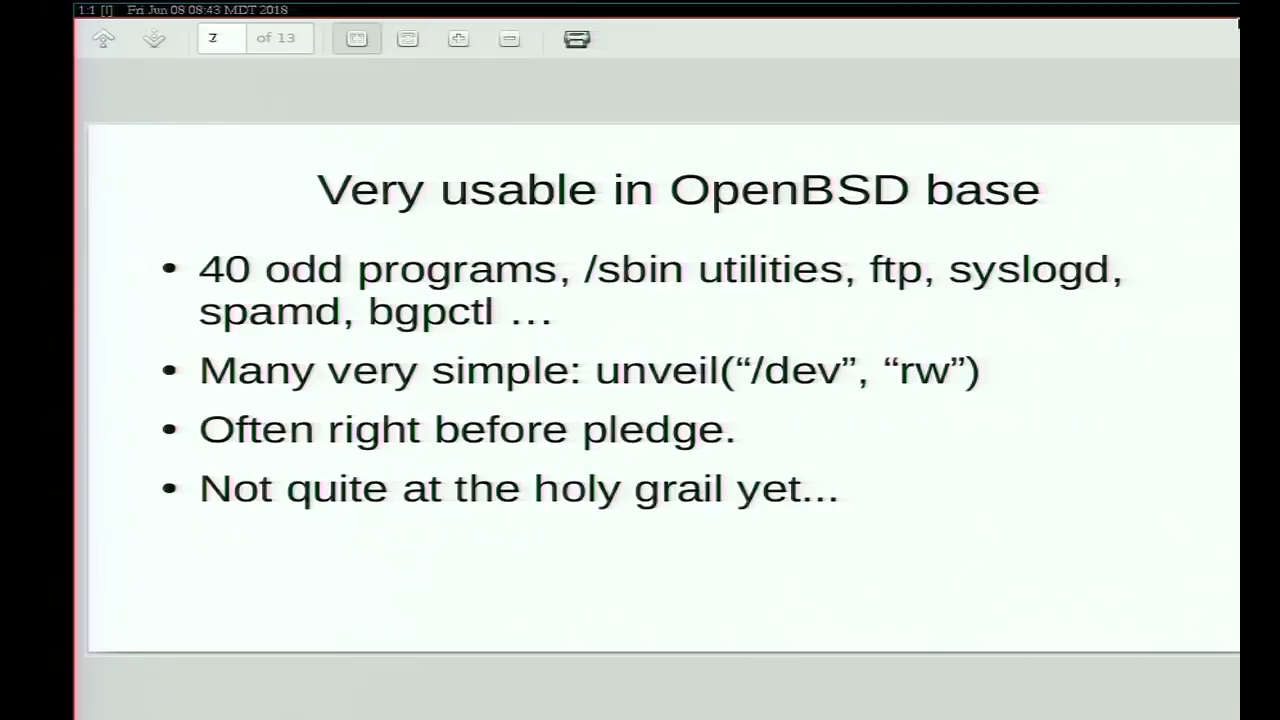 1:1 [I] Fri Jun 08 08:43 MDT 2018
7 of 13
Very usable in OpenBSD base
• 40 odd programs, /sbin utilities, ftp, syslogd,
spamd, bgpctl …
• Many very simple: unveil(“/dev”, “rw”)
• Often right before pledge.
• Not quite at the holy grail yet...